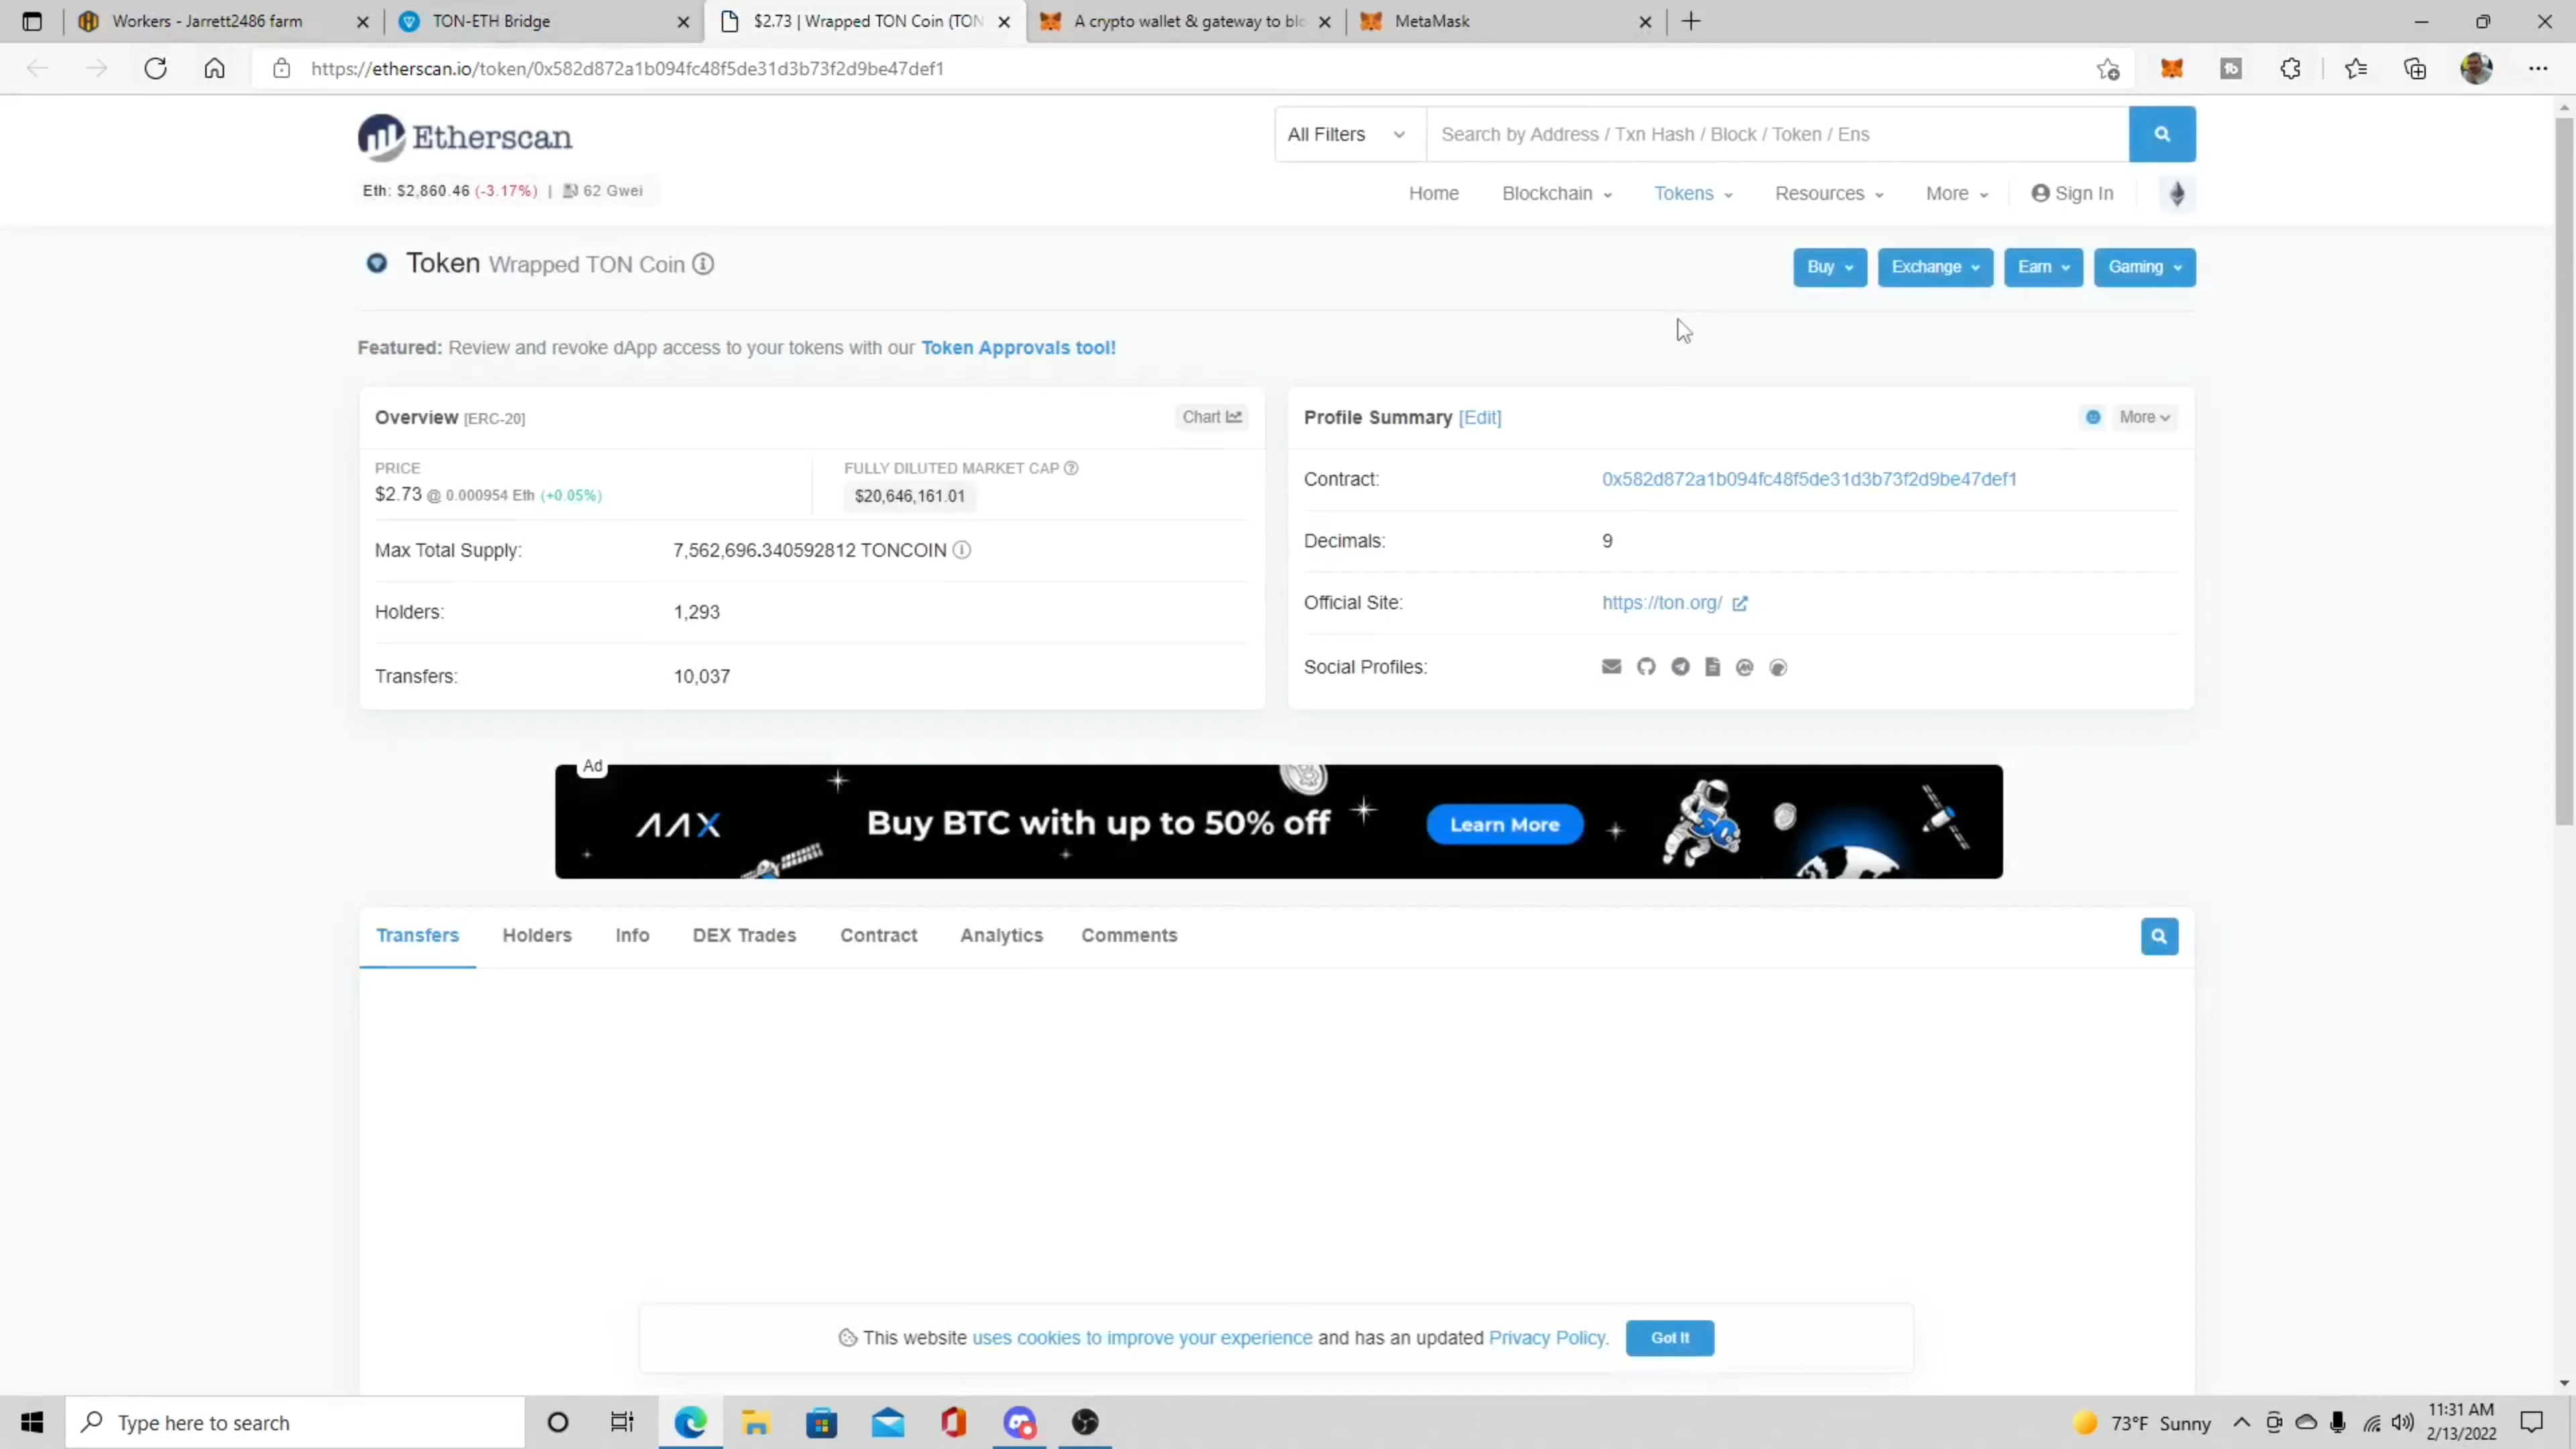 Workers - Jarrett2486 farm
TON-ETH Bridge
$2.73 | Wrapped TON Coin (TON
A crypto wallet & gateway to blo
MetaMask
https://etherscan.io/token/0x582d872a1b094fc48f5de31d3b73f2d9be47def1
Etherscan
All Filters
Search by Address / Txn Hash / Block / Token / Ens
Eth: $2,860.46 (-3.17%) | 62 Gwei
Home Blockchain Tokens Resources More Sign In
Token Wrapped TON Coin
Buy Exchange Earn Gaming
Featured: Review and revoke dApp access to your tokens with our Token Approvals tool!
Overview [ERC-20]
Chart
PRICE
$2.73 @ 0.000954 Eth (+0.05%)
FULLY DILUTED MARKET CAP
$20,646,161.01
Max Total Supply: 7,562,696.340592812 TONCOIN
Holders: 1,293
Transfers: 10,037
Profile Summary [Edit]
More
Contract: 0x582d872a1b094fc48f5de31d3b73f2d9be47def1
Decimals: 9
Official Site: https://ton.org/
Social Profiles:
Ad
AAX
Buy BTC with up to 50% off
Learn More
Transfers Holders Info DEX Trades Contract Analytics Comments
This website uses cookies to improve your experience and has an updated Privacy Policy.
Got It
Type here to search
73°F Sunny
11:31 AM
2/13/2022